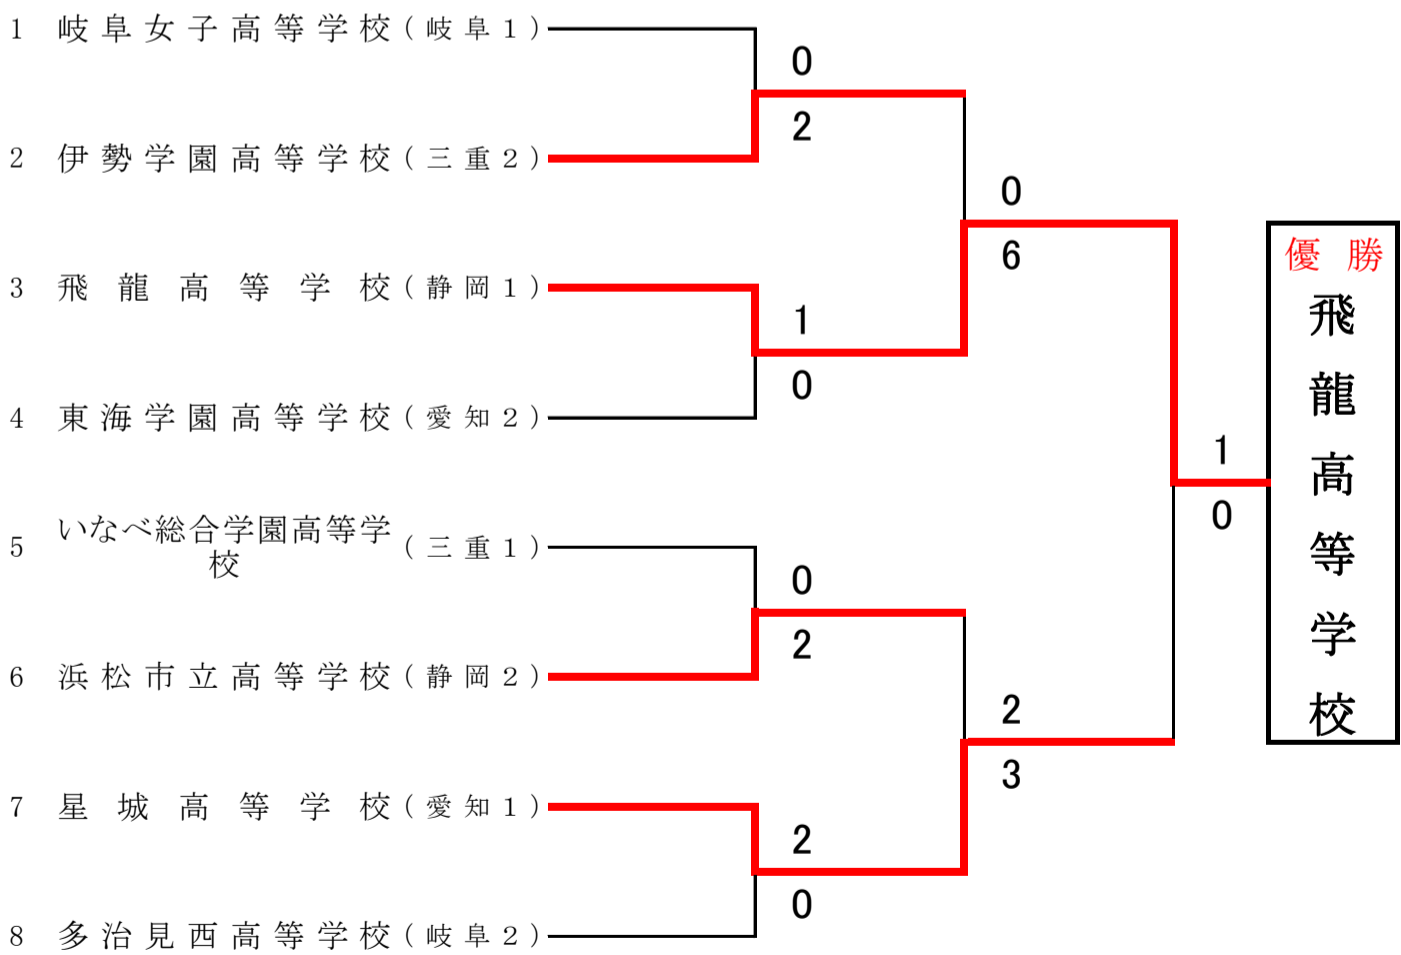 1 岐阜女子高等学校(岐阜1)
0
2
2 伊勢学園高等学校(三重2)
0
6
3 飛龍高等学校(静岡1)
1
0
4 東海学園高等学校(愛知2)
1
0
5 いなべ総合学園高等学
校
(三重1)
0
2
6 浜松市立高等学校(静岡2)
2
3
7 星城高等学校(愛知1)
2
0
8 多治見西高等学校(岐阜2)
優勝
飛龍高等学校